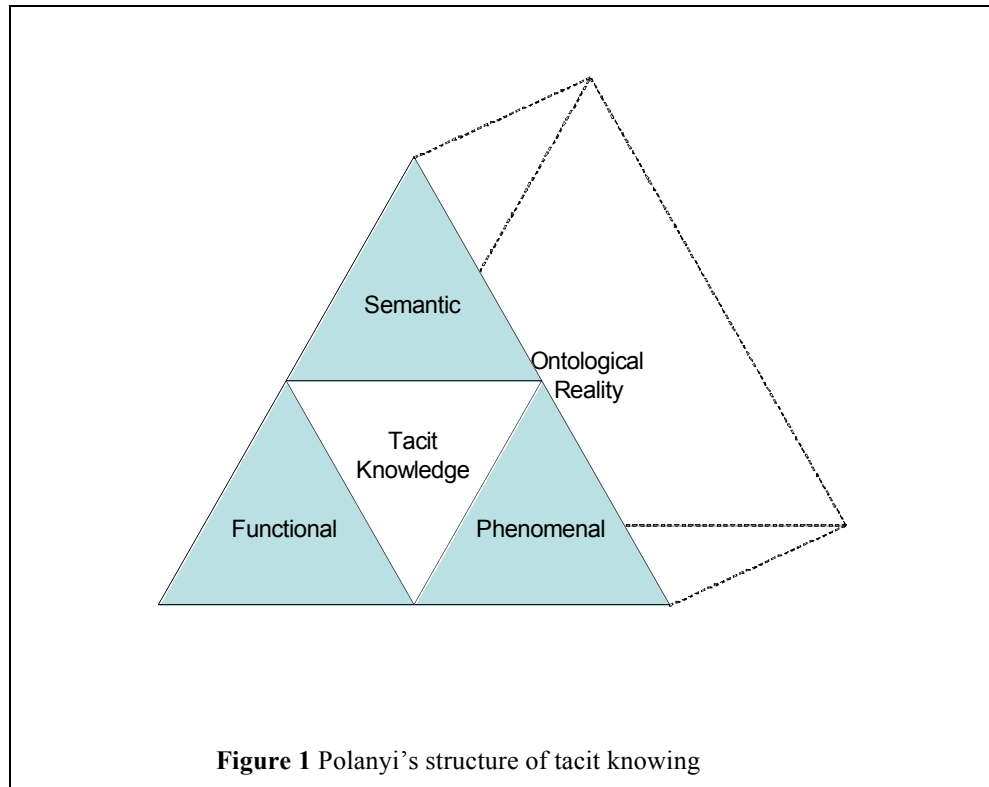 Semantic
Ontological
Reality
Tacit
Knowledge
Functional
Phenomenal
Figure 1 Polanyi’s structure of tacit knowing